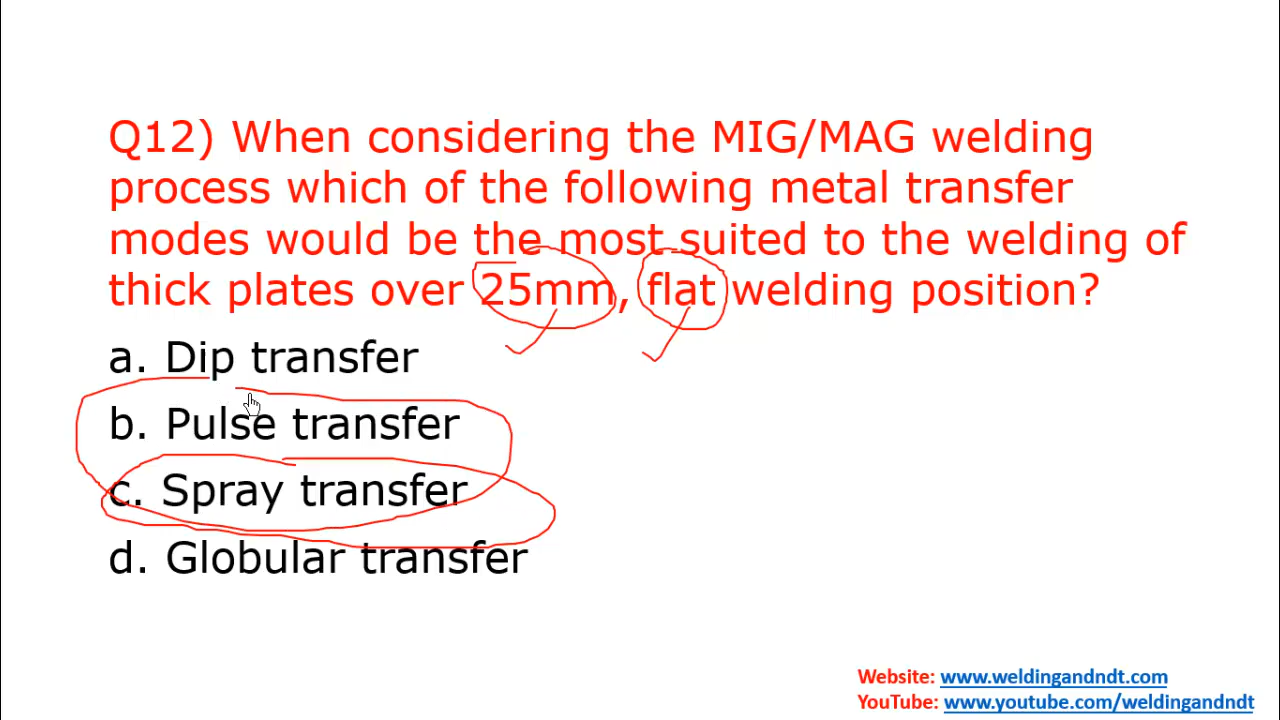 Q12) When considering the MIG/MAG welding
process which of the following metal transfer
modes would be the most suited to the welding of
thick plates over 25mm, flat welding position?
a. Dip transfer
b. Pulse transfer
c. Spray transfer
d. Globular transfer
Website: www.weldingandndt.com
YouTube: www.youtube.com/weldingandndt